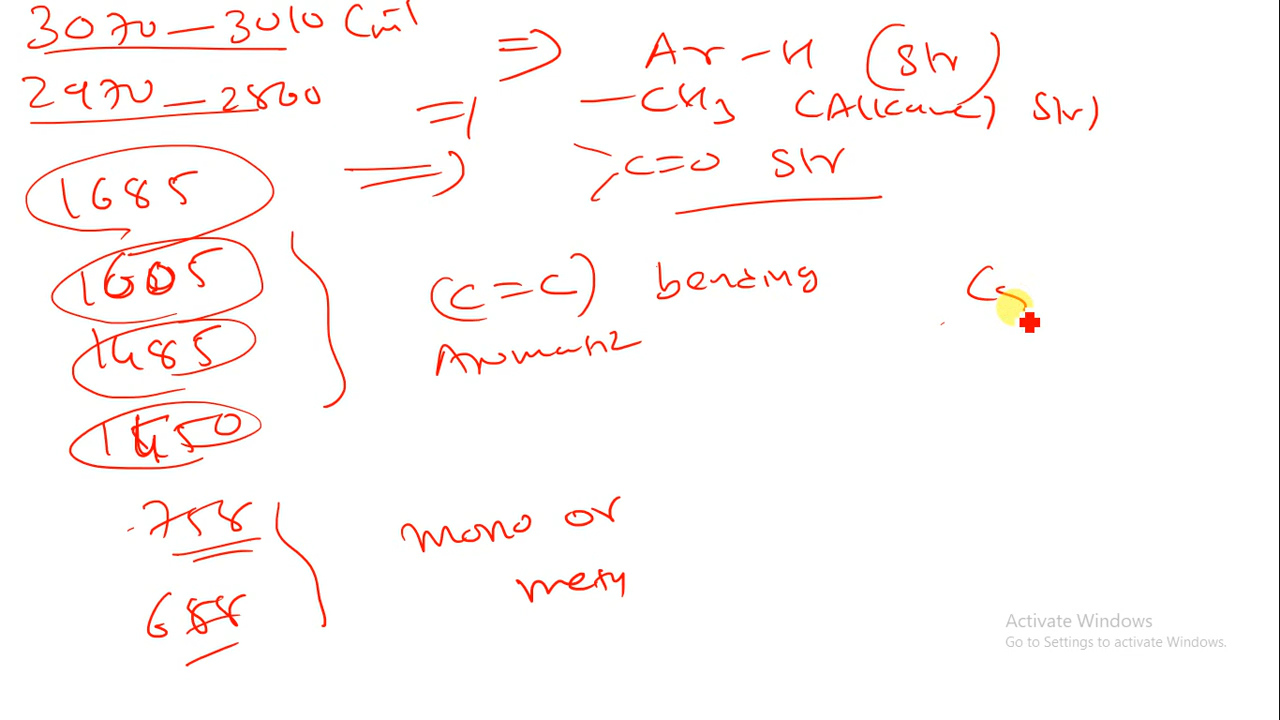 3070 - 3010 Cm⁻¹ => Ar - H (Str)
2970 - 2860 => - CH3 (Alkane) Str)
1685 => >C=O Str
1605 (C=C) bending
1485 Aromatic
1450
758 mono or
688 meta
Activate Windows
Go to Settings to activate Windows.